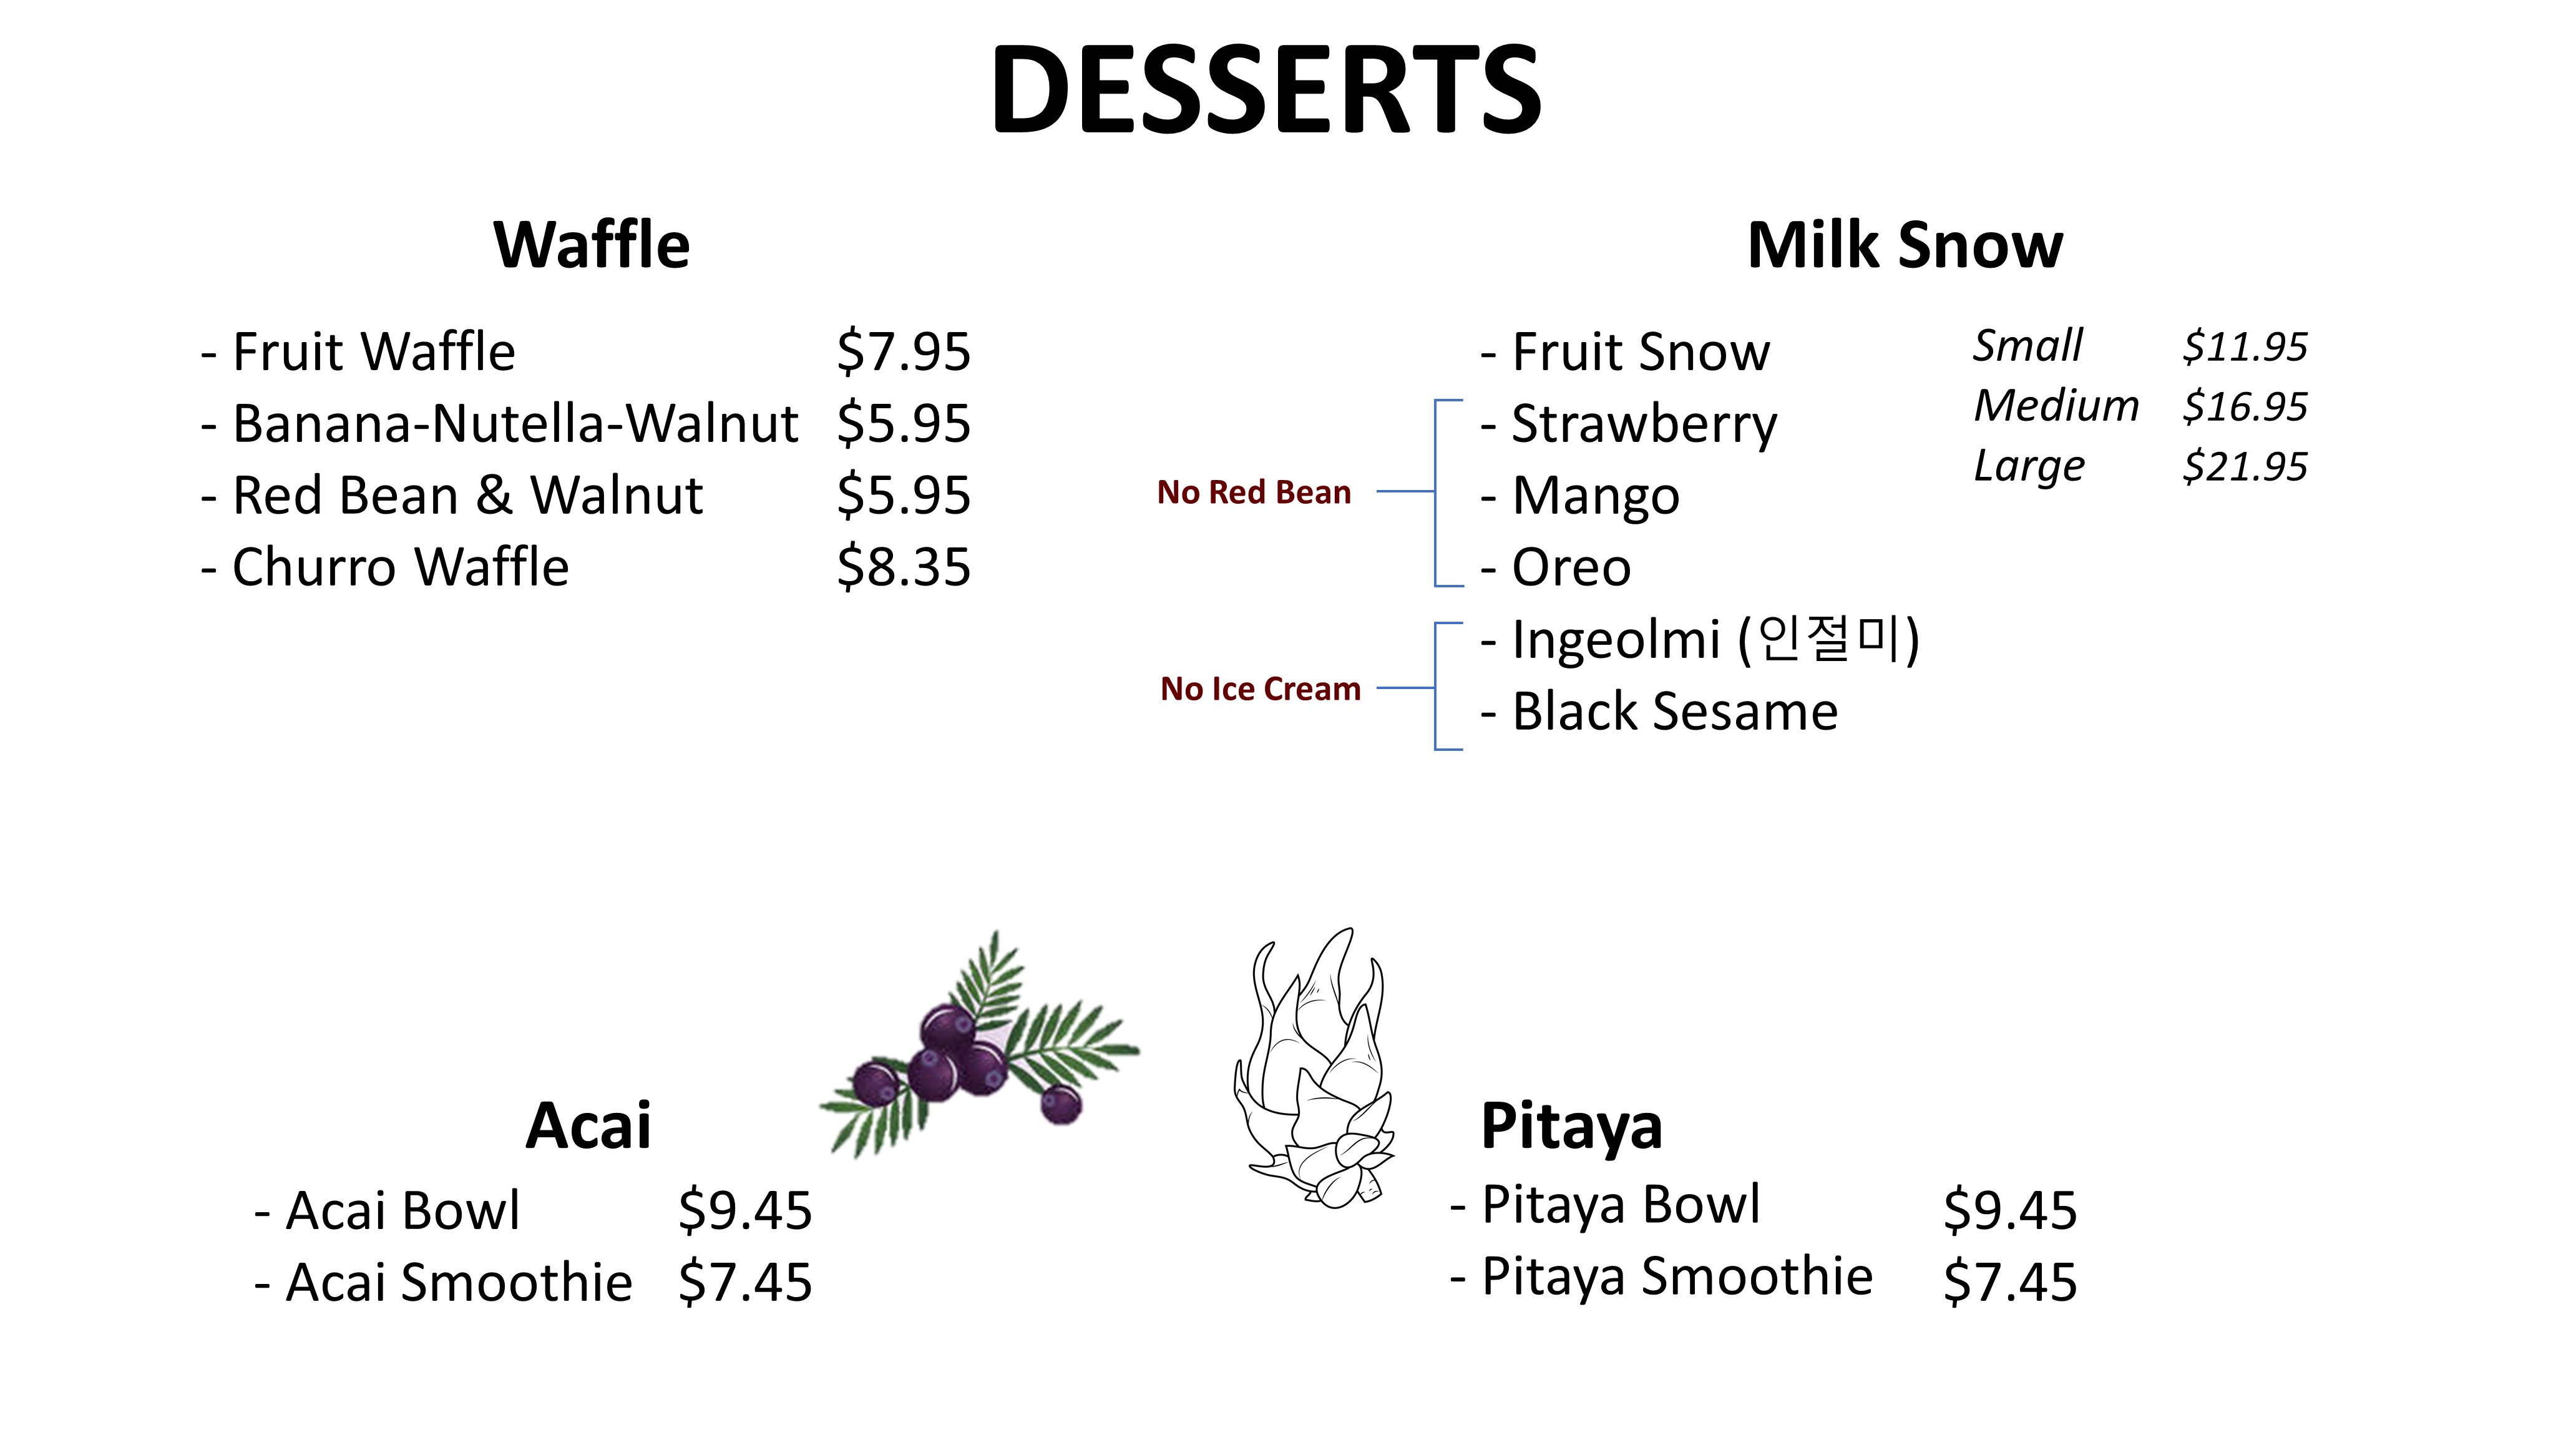 DESSERTS
Waffle
- Fruit Waffle $7.95
- Banana-Nutella-Walnut $5.95
- Red Bean & Walnut $5.95
- Churro Waffle $8.35
Milk Snow
- Fruit Snow
- Strawberry
- Mango
- Oreo
- Ingeolmi (인절미)
- Black Sesame
Small $11.95
Medium $16.95
Large $21.95
No Red Bean
No Ice Cream
Acai
- Acai Bowl $9.45
- Acai Smoothie $7.45
Pitaya
- Pitaya Bowl $9.45
- Pitaya Smoothie $7.45